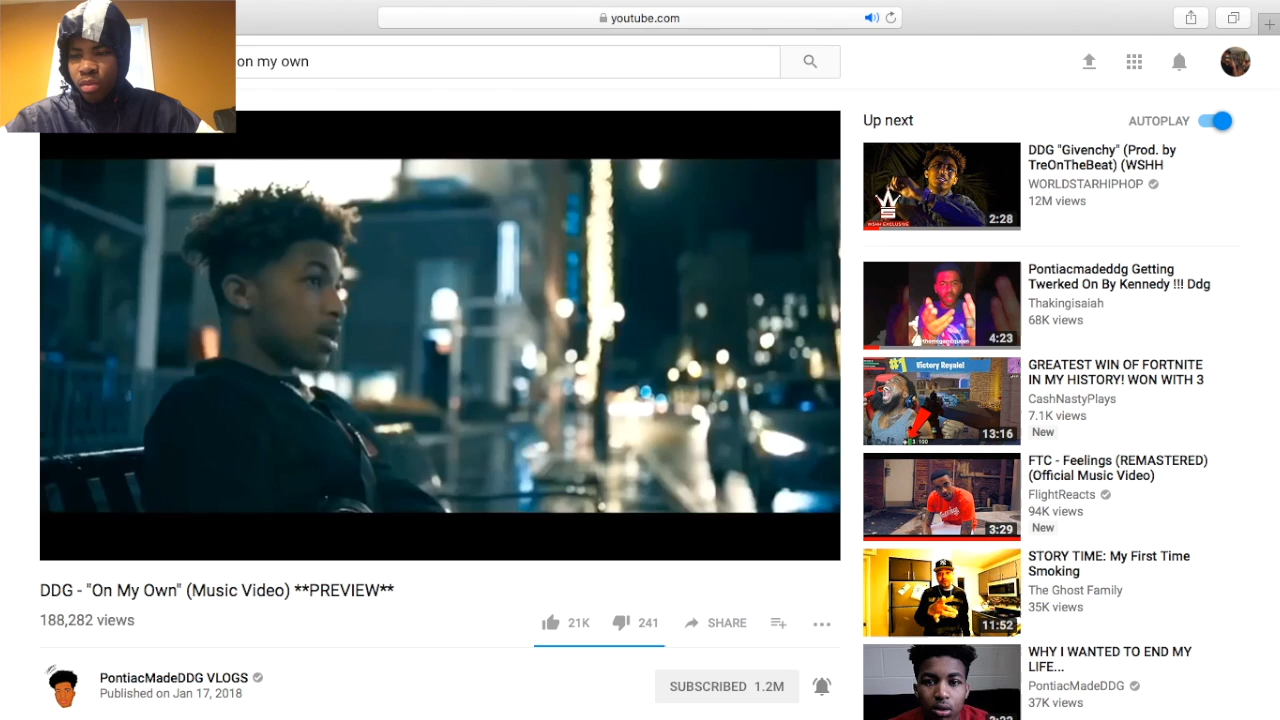 youtube.com
on my own
Up next
AUTOPLAY
DDG "Givenchy" (Prod. by
TreOnTheBeat) (WSHH
WORLDSTARHIPHOP
12M views
WSHH EXCLUSIVE
2:28
Pontiacmadeddg Getting
Twerked On By Kennedy !!! Ddg
Thakingisaiah
68K views
4:23
GREATEST WIN OF FORTNITE
IN MY HISTORY! WON WITH 3
CashNastyPlays
7.1K views
New
#1 Victory Royale!
13:16
FTC - Feelings (REMASTERED)
(Official Music Video)
FlightReacts
94K views
New
3:29
STORY TIME: My First Time
Smoking
The Ghost Family
35K views
11:52
WHY I WANTED TO END MY
LIFE...
PontiacMadeDDG
37K views
DDG - "On My Own" (Music Video) **PREVIEW**
188,282 views
21K
241
SHARE
PontiacMadeDDG VLOGS
Published on Jan 17, 2018
SUBSCRIBED 1.2M